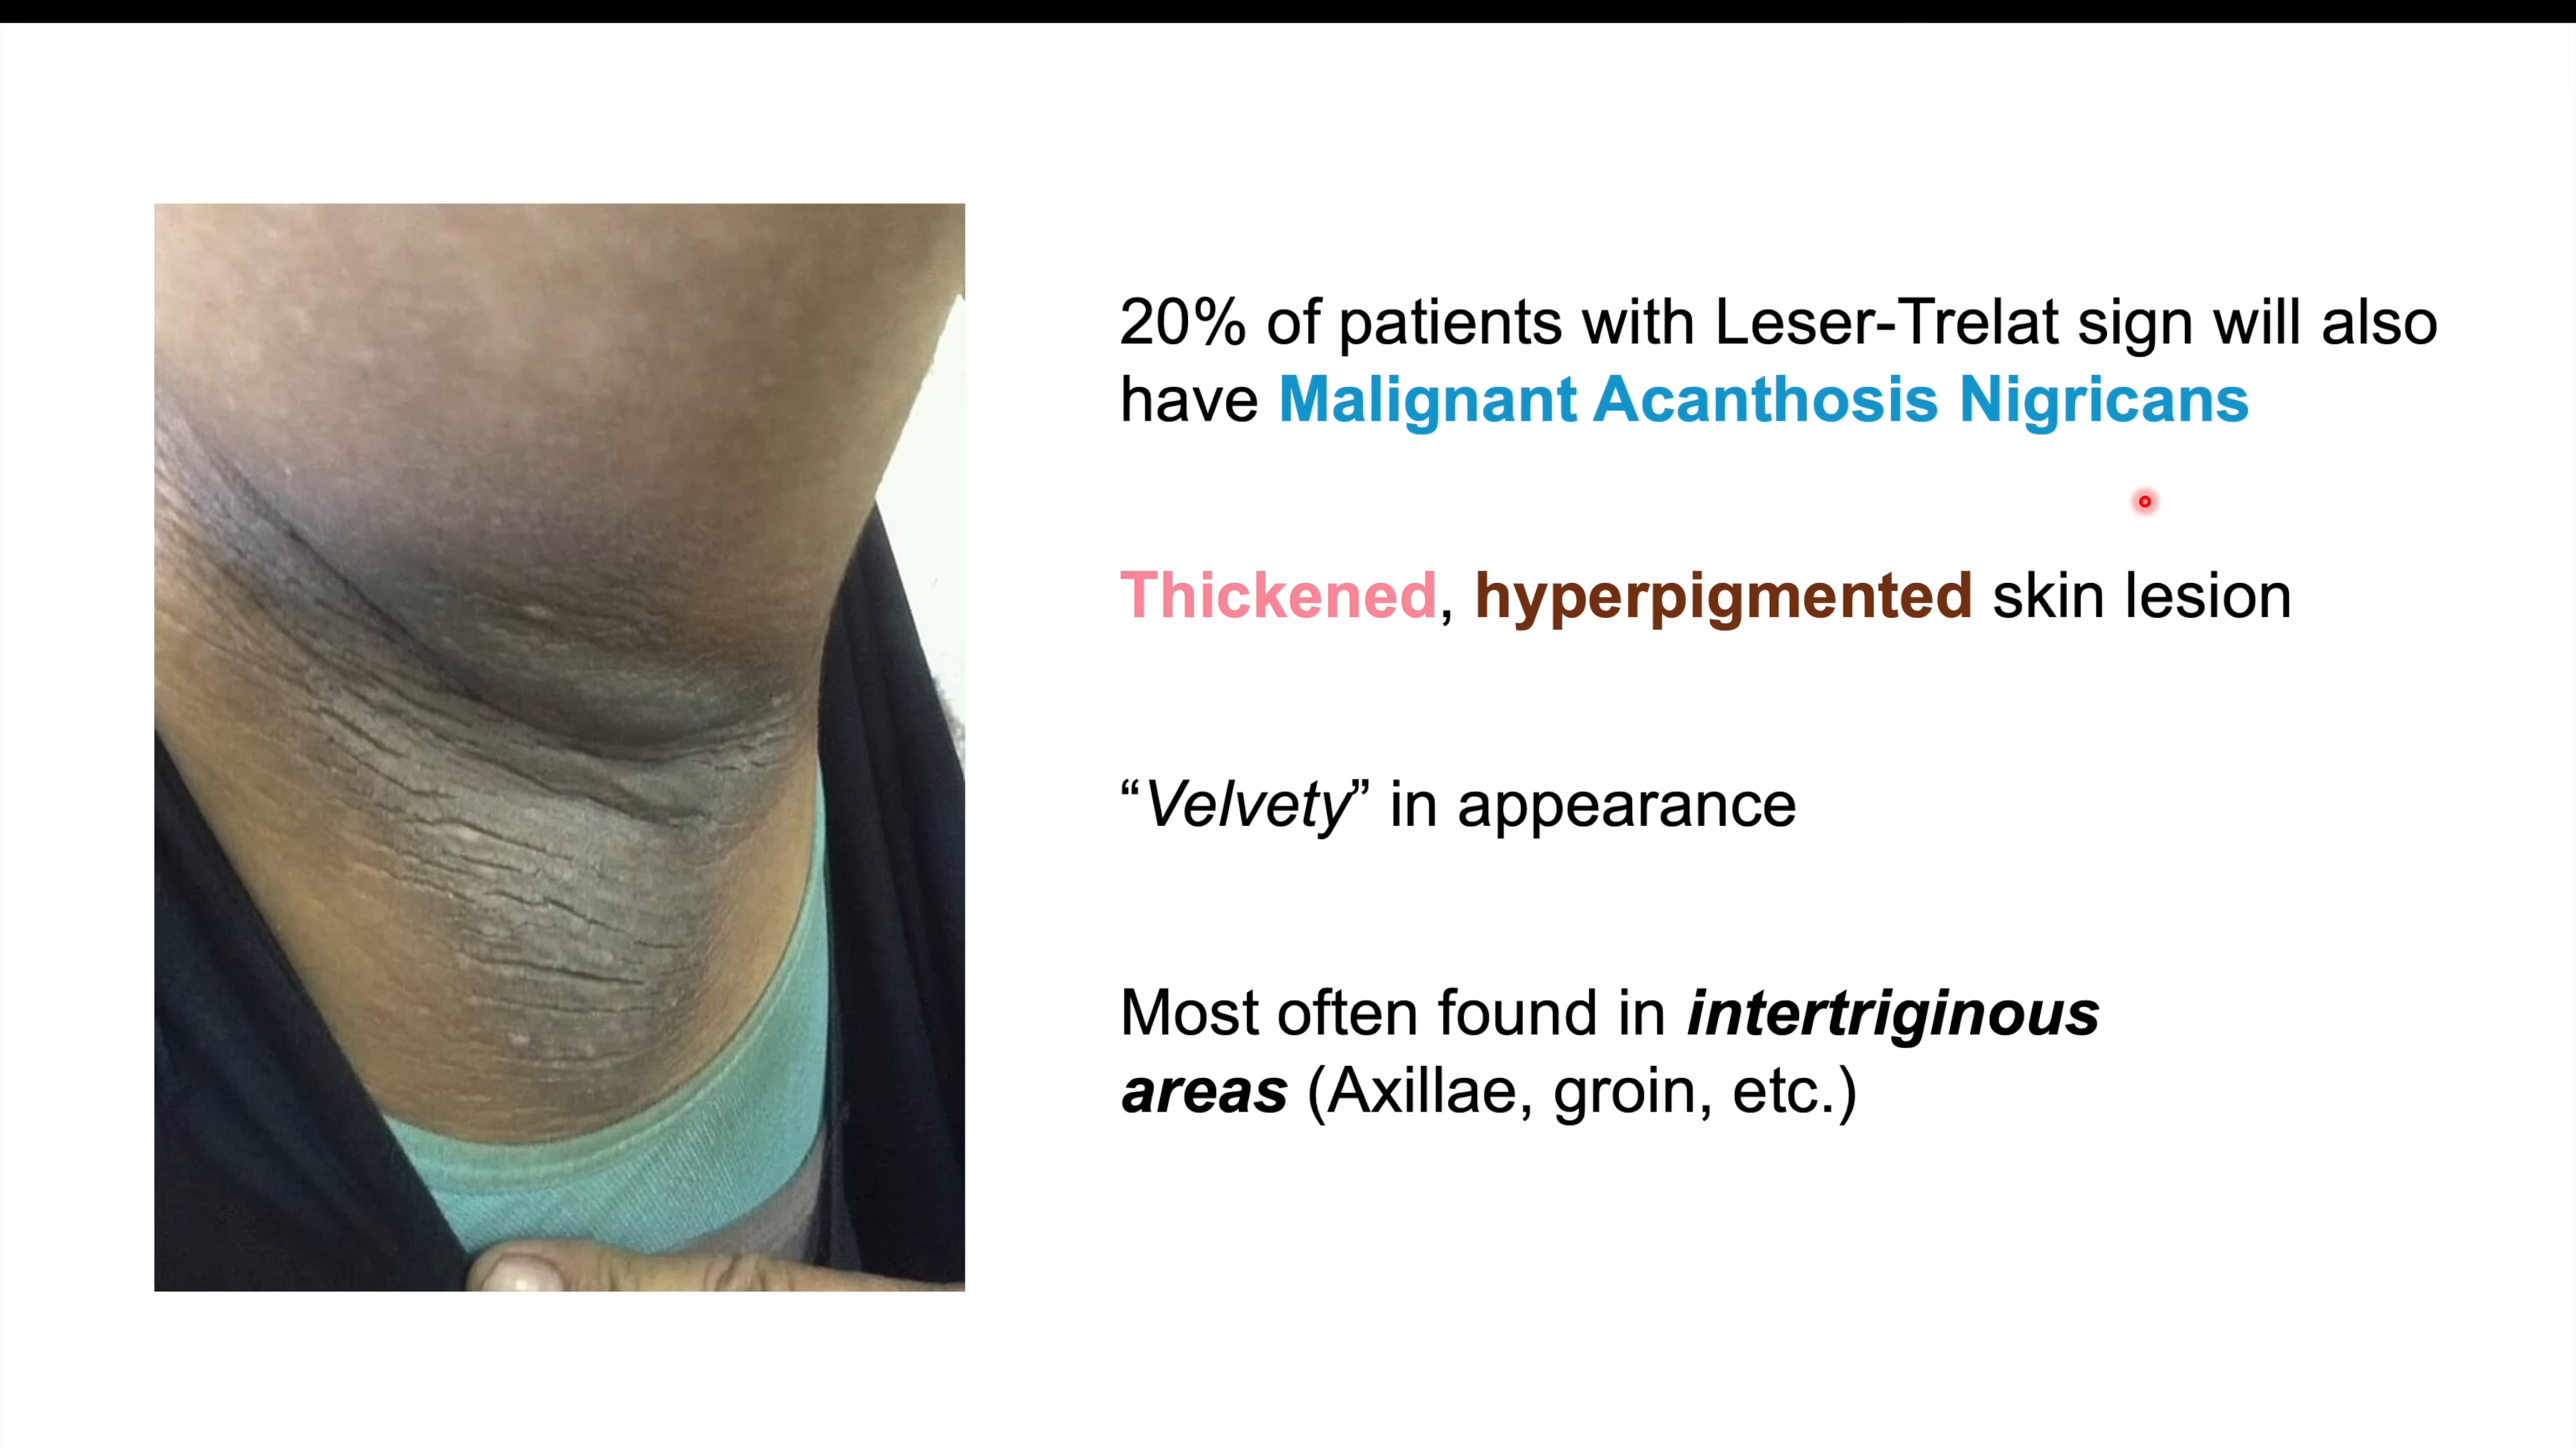 20% of patients with Leser-Trelat sign will also
have Malignant Acanthosis Nigricans
Thickened, hyperpigmented skin lesion
“Velvety” in appearance
Most often found in intertriginous
areas (Axillae, groin, etc.)